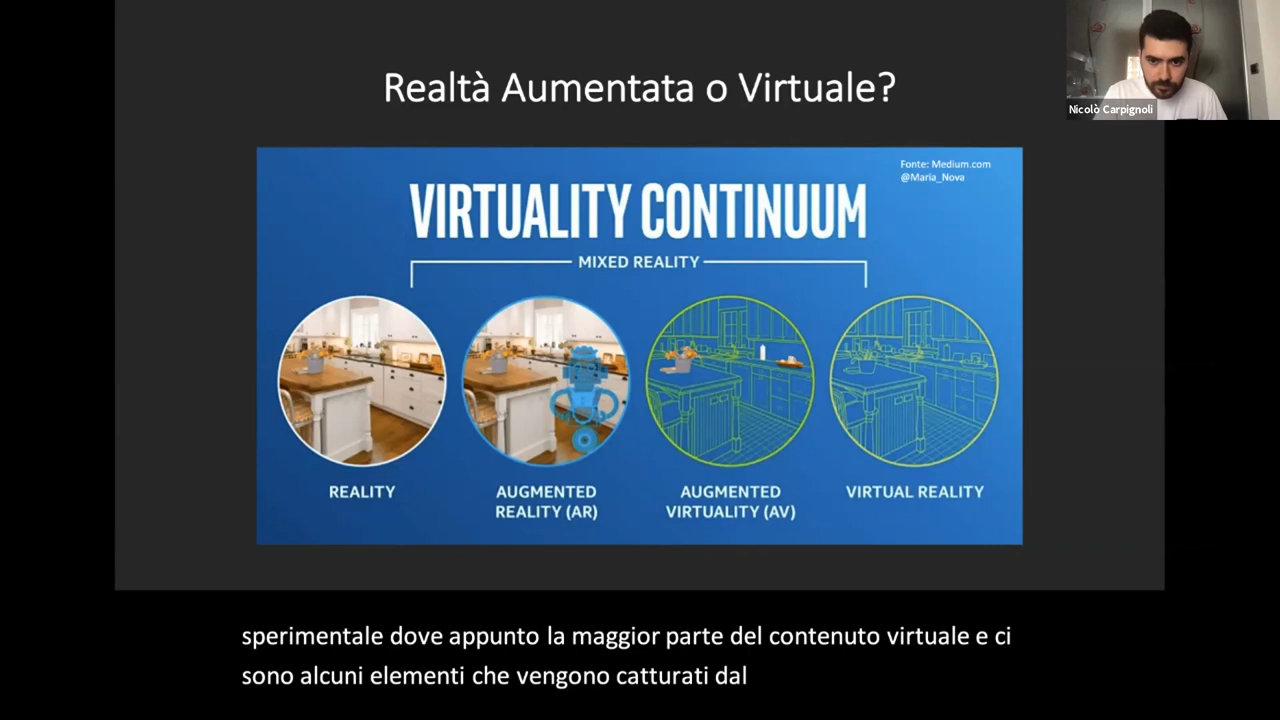 Realtà Aumentata o Virtuale?
Nicolò Carpignoli
Fonte: Medium.com
@Maria_Nova
VIRTUALITY CONTINUUM
MIXED REALITY
REALITY
AUGMENTED
REALITY (AR)
AUGMENTED
VIRTUALITY (AV)
VIRTUAL REALITY
sperimentale dove appunto la maggior parte del contenuto virtuale e ci
sono alcuni elementi che vengono catturati dal